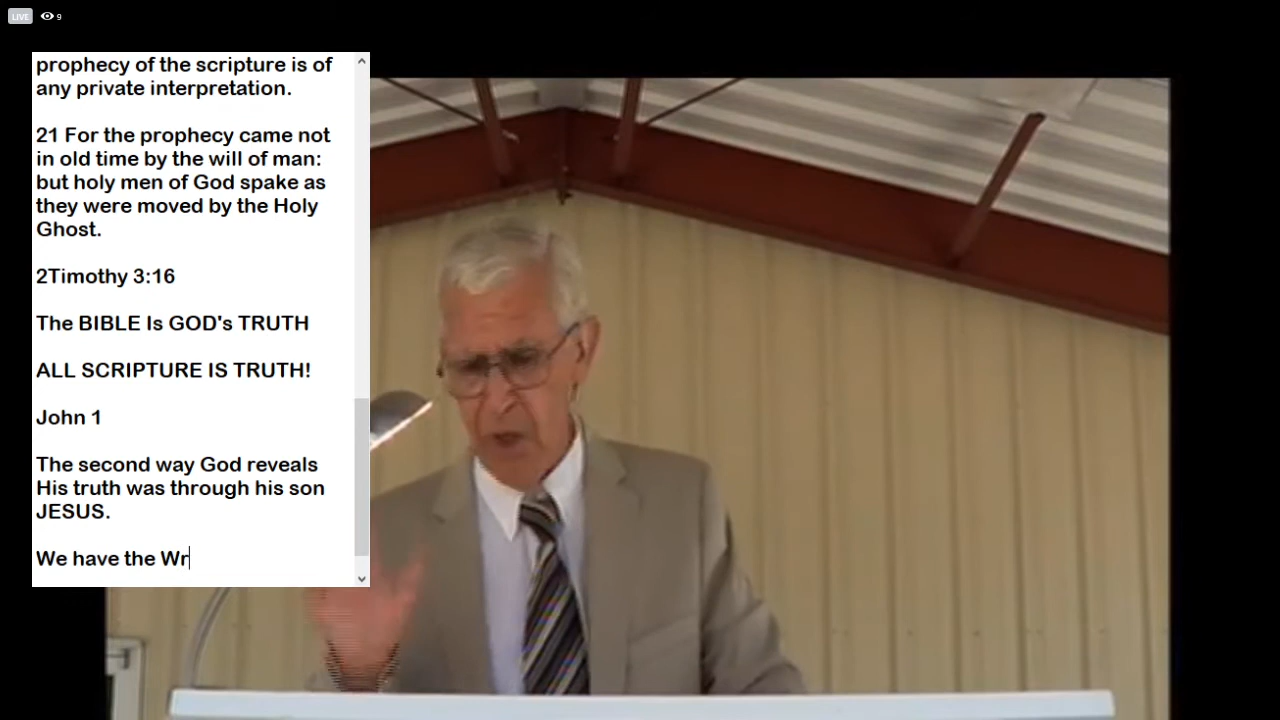 LIVE 9
prophecy of the scripture is of
any private interpretation.
21 For the prophecy came not
in old time by the will of man:
but holy men of God spake as
they were moved by the Holy
Ghost.
2Timothy 3:16
The BIBLE Is GOD's TRUTH
ALL SCRIPTURE IS TRUTH!
John 1
The second way God reveals
His truth was through his son
JESUS.
We have the Wr